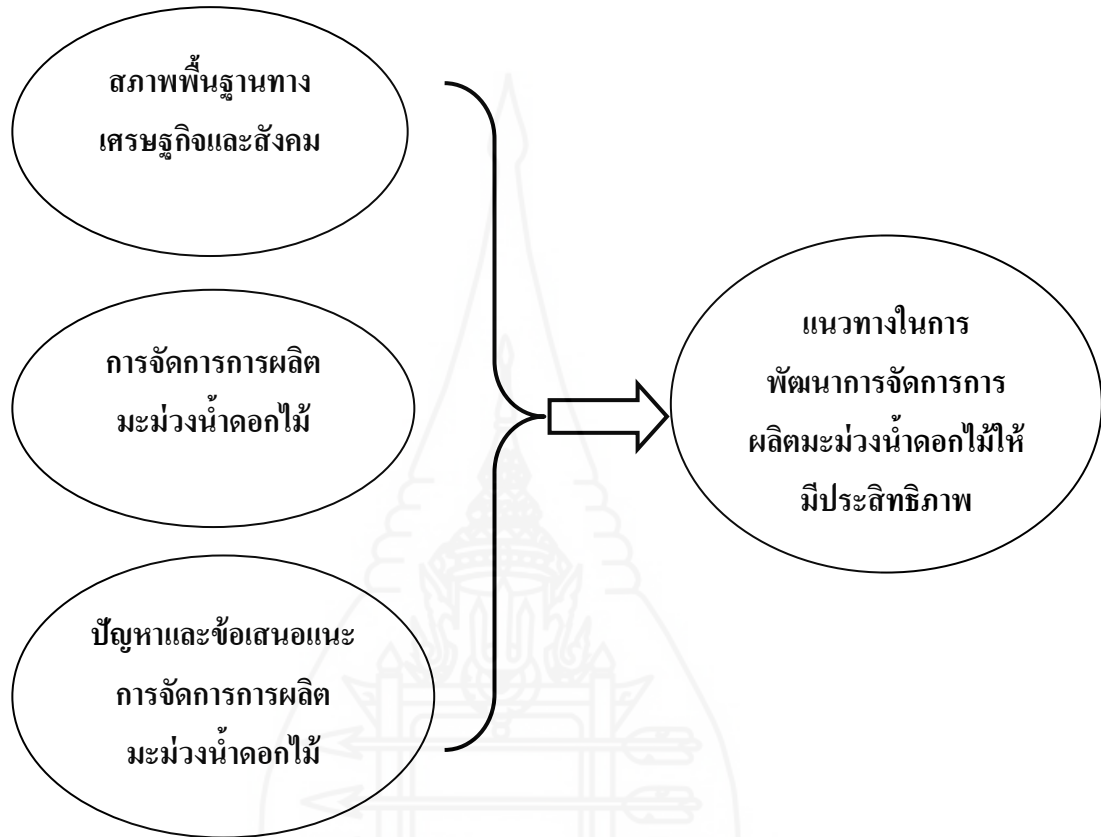 สภาพพื้นฐานทาง
เศรษฐกิจและสังคม
การจัดการการผลิต
มะม่วงน้ำดอกไม้
ปัญหาและข้อเสนอแนะ
การจัดการการผลิต
มะม่วงน้ำดอกไม้
แนวทางในการ
พัฒนาการจัดการการ
ผลิตมะม่วงน้ำดอกไม้ให้
มีประสิทธิภาพ